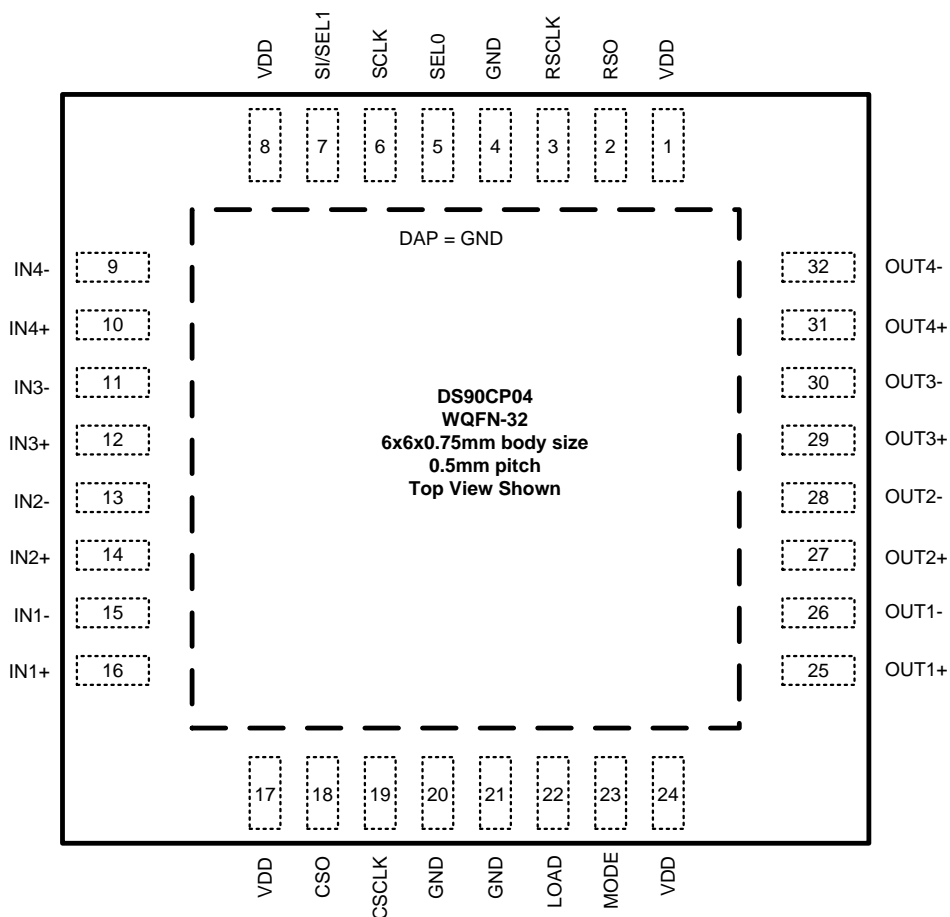 VDD
SI/SEL1
SCLK
SEL0
GND
RSCLK
RSO
VDD
8
7
6
5
4
3
2
1
DAP = GND
IN4-
9
32
OUT4-
IN4+
10
31
OUT4+
IN3-
11
30
OUT3-
IN3+
12
29
OUT3+
IN2-
13
28
OUT2-
IN2+
14
27
OUT2+
IN1-
15
26
OUT1-
IN1+
16
25
OUT1+
DS90CP04
WQFN-32
6x6x0.75mm body size
0.5mm pitch
Top View Shown
17
18
19
20
21
22
23
24
VDD
CSO
CSCLK
GND
GND
LOAD
MODE
VDD